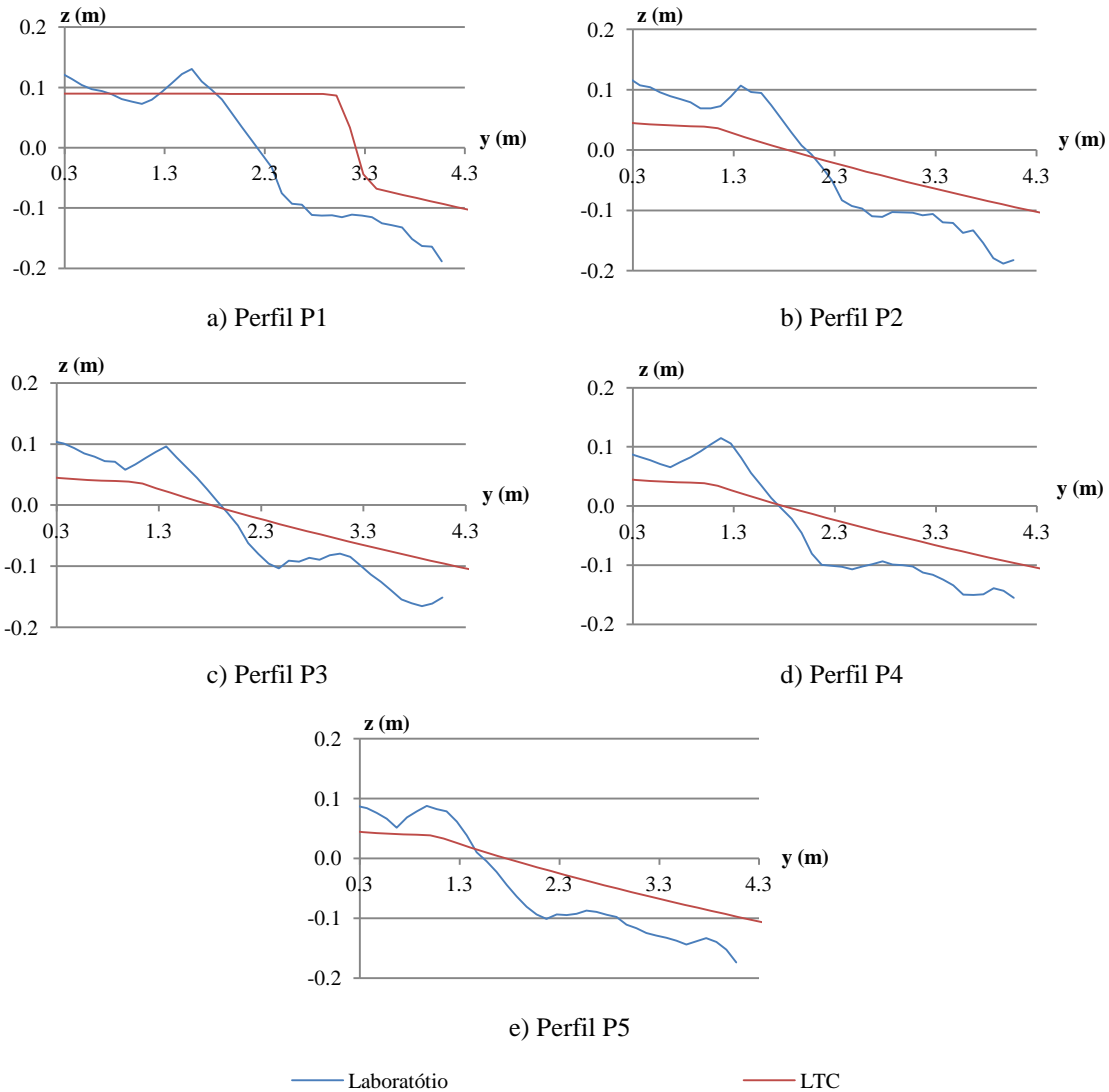 z (m)
0.2
0.1
0.0
-0.1
-0.2
0.3 1.3 2.3 3.3 4.3
y (m)
a) Perfil P1
z (m)
0.2
0.1
0.0
-0.1
-0.2
0.3 1.3 2.3 3.3 4.3
y (m)
b) Perfil P2
z (m)
0.2
0.1
0.0
-0.1
-0.2
0.3 1.3 2.3 3.3 4.3
y (m)
c) Perfil P3
z (m)
0.2
0.1
0.0
-0.1
-0.2
0.3 1.3 2.3 3.3 4.3
y (m)
d) Perfil P4
z (m)
0.2
0.1
0.0
-0.1
-0.2
0.3 1.3 2.3 3.3 4.3
y (m)
e) Perfil P5
Laboratótio LTC